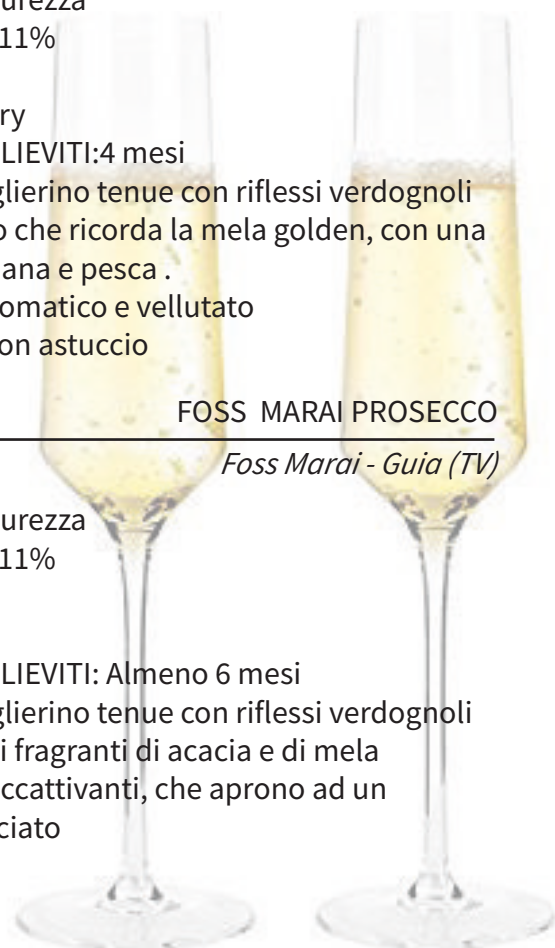 urezza
11%
ry
LIEVITI:4 mesi
glierino tenue con riflessi verdognoli
o che ricorda la mela golden, con una
ana e pesca .
omatico e vellutato
on astuccio
FOSS MARAI PROSECCO
Foss Marai - Guia (TV)
urezza
11%
LIEVITI: Almeno 6 mesi
glierino tenue con riflessi verdognoli
i fragranti di acacia e di mela
ccattivanti, che aprono ad un
ciato